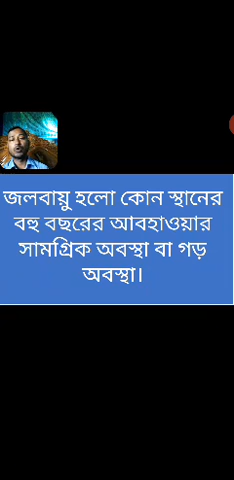 জলবায়ু হলো কোন স্থানের
বহু বছরের আবহাওয়ার
সামগ্রিক অবস্থা বা গড়
অবস্থা।